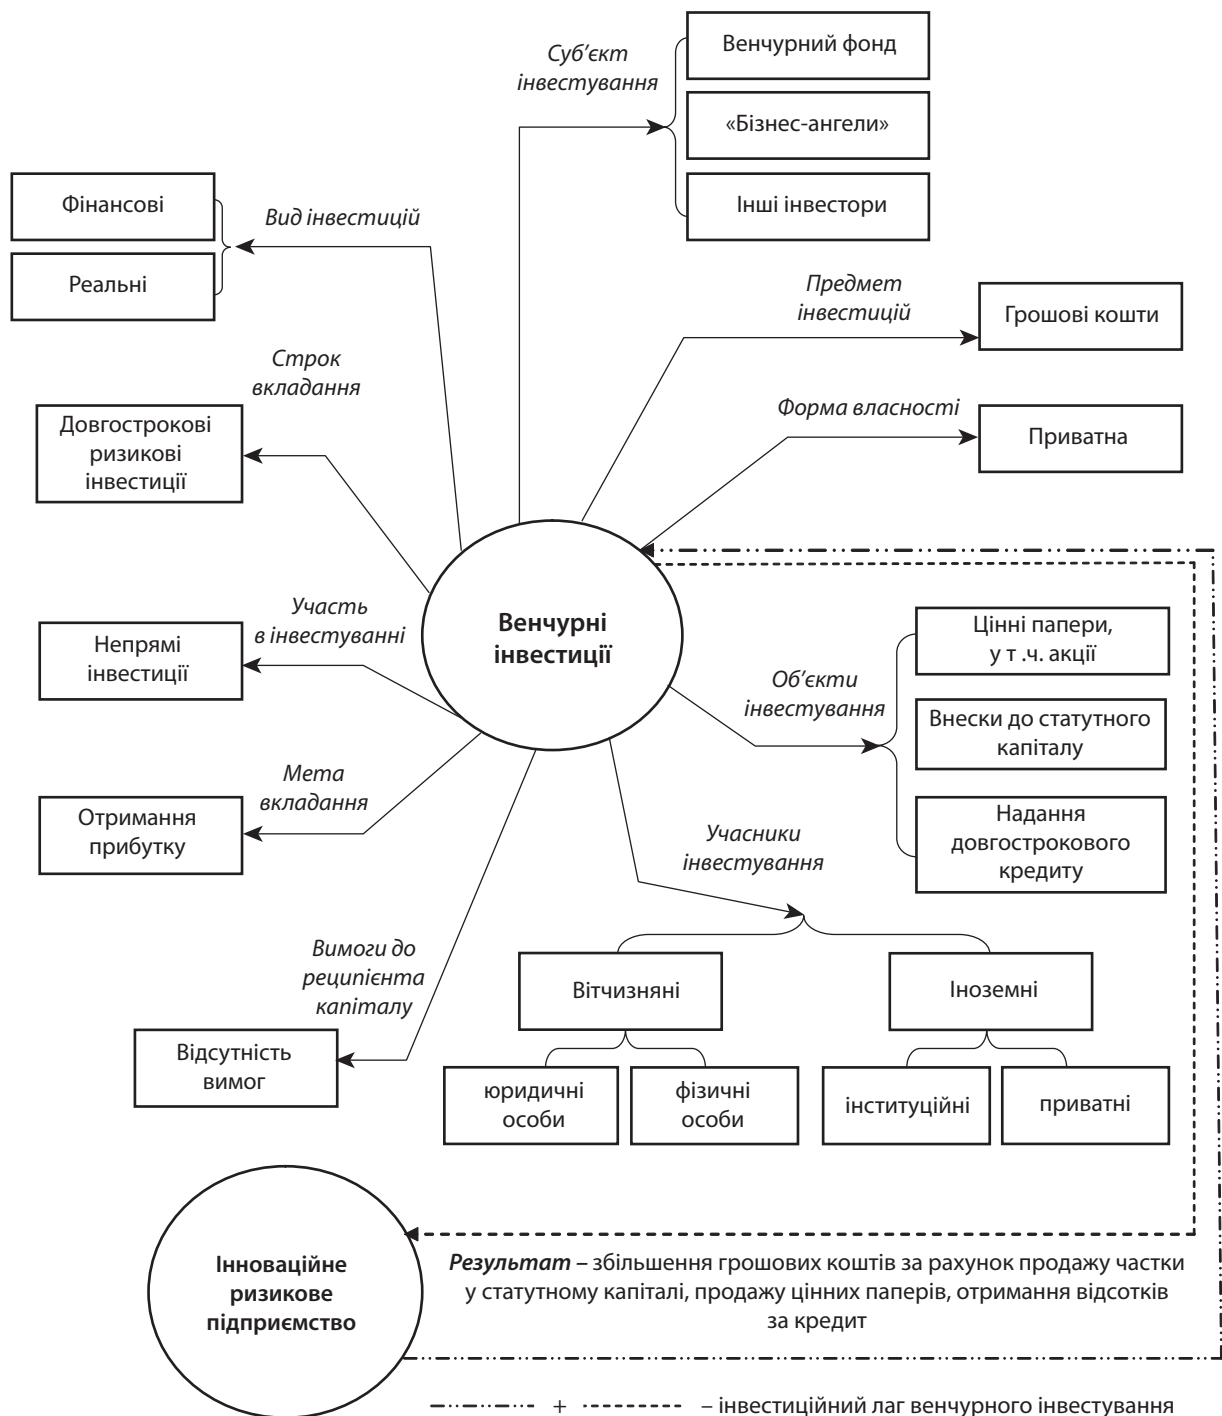 Суб’єкт
інвестування
Венчурний фонд
«Бізнес-ангели»
Інші інвестори
Фінансові
Реальні
Вид інвестицій
Предмет
інвестицій
Грошові кошти
Строк
вкладання
Форма власності
Приватна
Довгострокові
ризикові
інвестиції
Венчурні
інвестиції
Участь
в інвестуванні
Непрямі
інвестиції
Об’єкти
інвестування
Цінні папери,
у т .ч. акції
Внески до статутного
капіталу
Надання
довгострокового
кредиту
Мета
вкладання
Отримання
прибутку
Учасники
інвестування
Вимоги до
реципієнта
капіталу
Відсутність
вимог
Вітчизняні
Іноземні
юридичні
особи
фізичні
особи
інституційні
приватні
Інноваційне
ризикове
підприємство
Результат – збільшення грошових коштів за рахунок продажу частки
у статутному капіталі, продажу цінних паперів, отримання відсотків
за кредит
+ – інвестиційний лаг венчурного інвестування